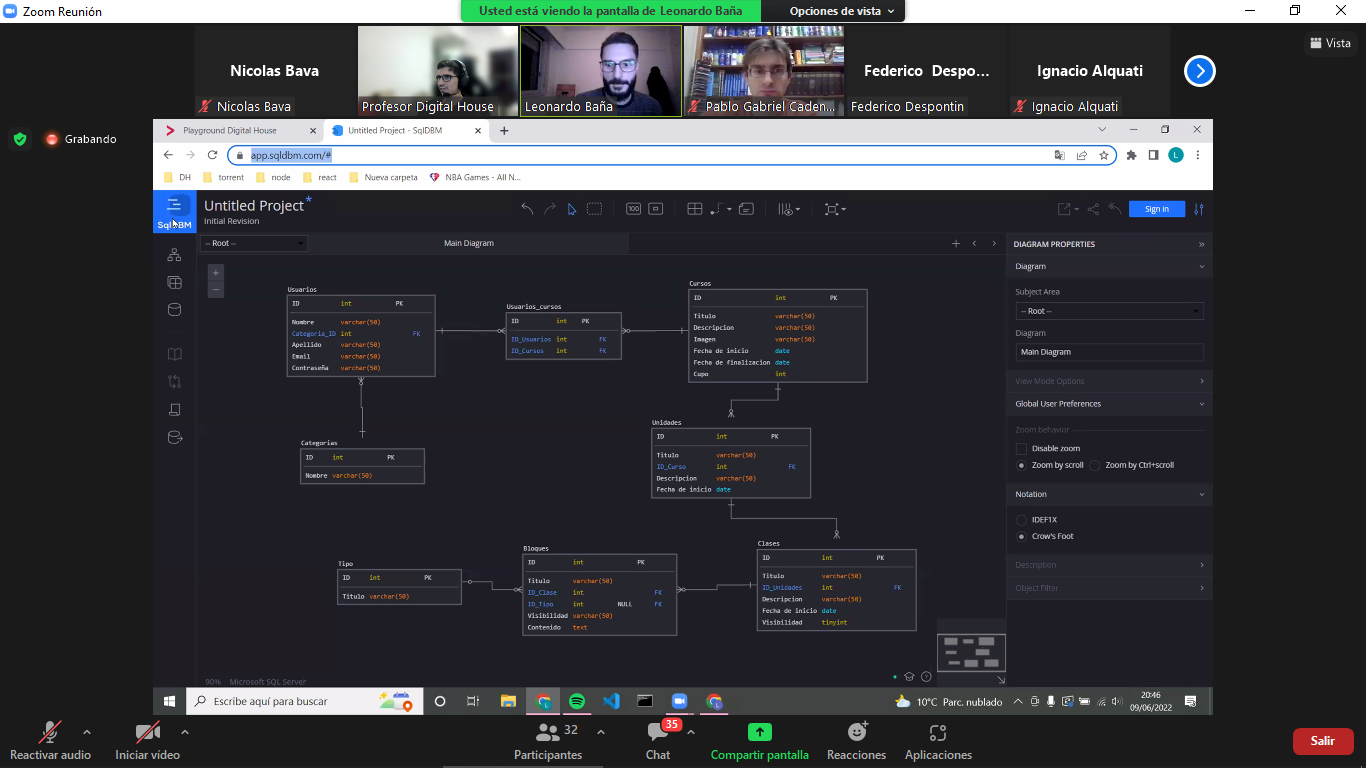 Zoom Reunión
Usted está viendo la pantalla de Leonardo Baña
Opciones de vista
Vista
Nicolas Bava
Federico Despo...
Ignacio Alquati
Nicolas Bava
Profesor Digital House
Leonardo Baña
Pablo Gabriel Caden...
Federico Despontin
Ignacio Alquati
Grabando
Playground Digital House
Untitled Project - SqlDBM
app.sqldbm.com/#
L
DH
torrent
node
react
Nueva carpeta
NBA Games - All N...
SqlDBM
Untitled Project*
Initial Revision
100
Sign in
-- Root --
Main Diagram
DIAGRAM PROPERTIES
Diagram
Subject Area
-- Root --
Diagram
Main Diagram
View Mode Options
Global User Preferences
Zoom behavior
Disable zoom
Zoom by scroll
Zoom by Ctrl+scroll
Notation
IDEF1X
Crow's Foot
Description
Object Filter
Usuarios
ID int PK
Nombre varchar(50)
Categoria_ID int FK
Apellido varchar(50)
Email varchar(50)
Contraseña varchar(50)
Usuarios_cursos
ID int PK
ID_Usuarios int FK
ID_Cursos int FK
Cursos
ID int PK
Titulo varchar(50)
Descripcion varchar(50)
Imagen varchar(50)
Fecha de inicio date
Fecha de finalizacion date
Cupo int
Categorias
ID int PK
Nombre varchar(50)
Unidades
ID int PK
Titulo varchar(50)
ID_Curso int FK
Descripcion varchar(50)
Fecha de inicio date
Tipo
ID int PK
Titulo varchar(50)
Bloques
ID int PK
Titulo varchar(50)
ID_Clase int FK
ID_Tipo int NULL FK
Visibilidad varchar(50)
Contenido text
Clases
ID int PK
Titulo varchar(50)
ID_Unidades int FK
Descripcion varchar(50)
Fecha de inicio date
Visibilidad tinyint
90% Microsoft SQL Server
Escribe aquí para buscar
10°C Parc. nublado
20:46
09/06/2022
Reactivar audio
Iniciar vídeo
32
Participantes
35
Chat
Compartir pantalla
Reacciones
Aplicaciones
Salir